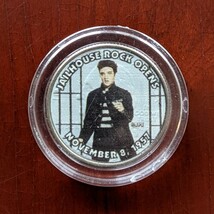 JAILHOUSE ROCK OPENS
NOVEMBER 8, 1957